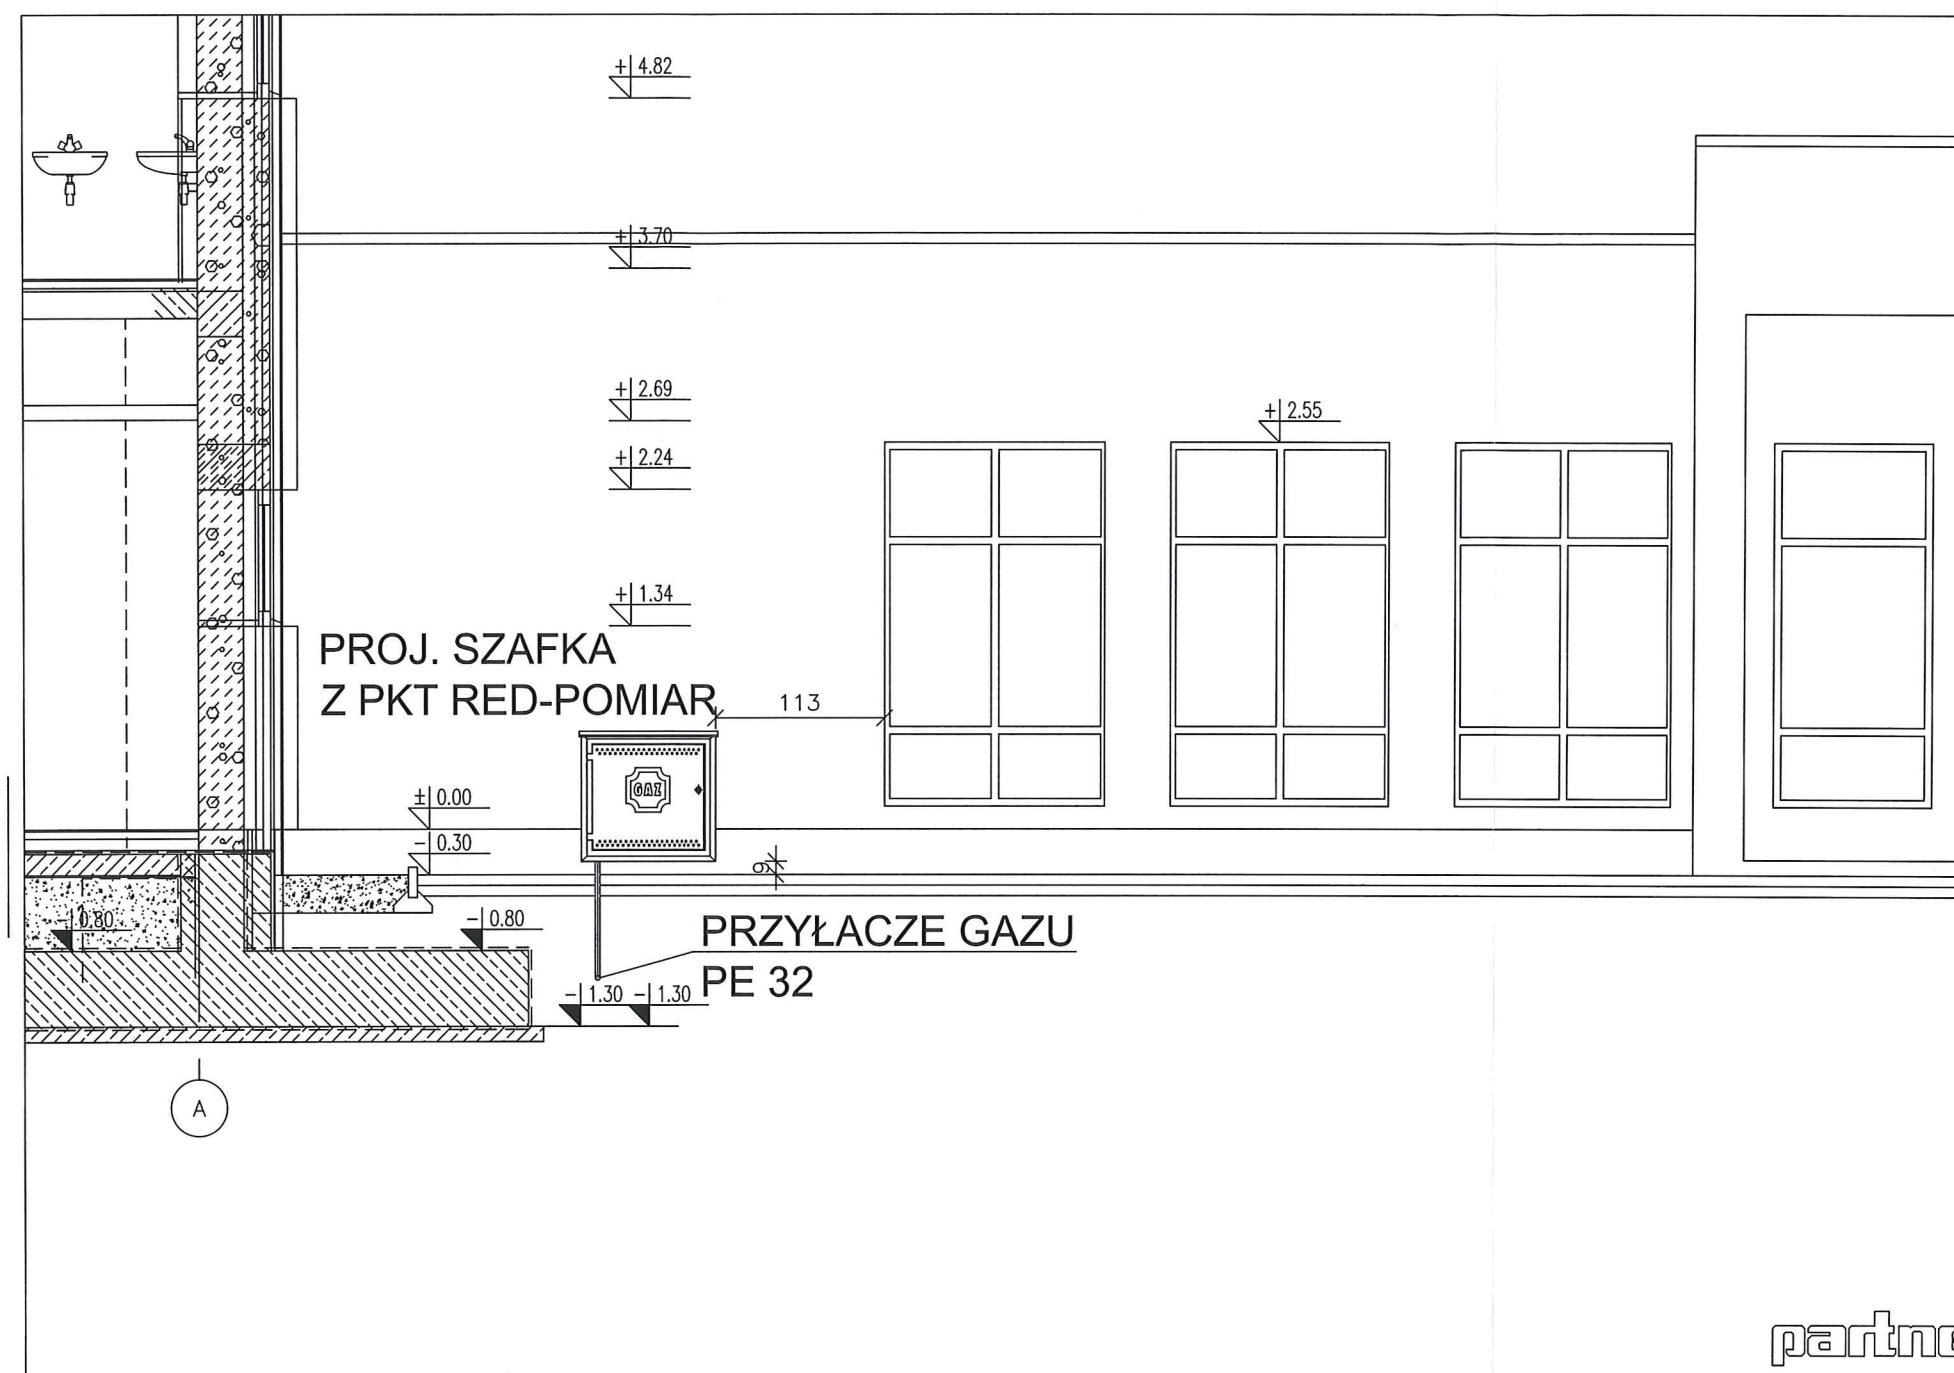 + 4.82
+ 3.70
+ 2.69
+ 2.55
+ 2.24
+ 1.34
PROJ. SZAFKA
Z PKT RED-POMIAR
113
GAZ
± 0.00
- 0.30
9
- 0.80
- 0.80
PRZYŁACZE GAZU
PE 32
- 1.30
- 1.30
A
partne